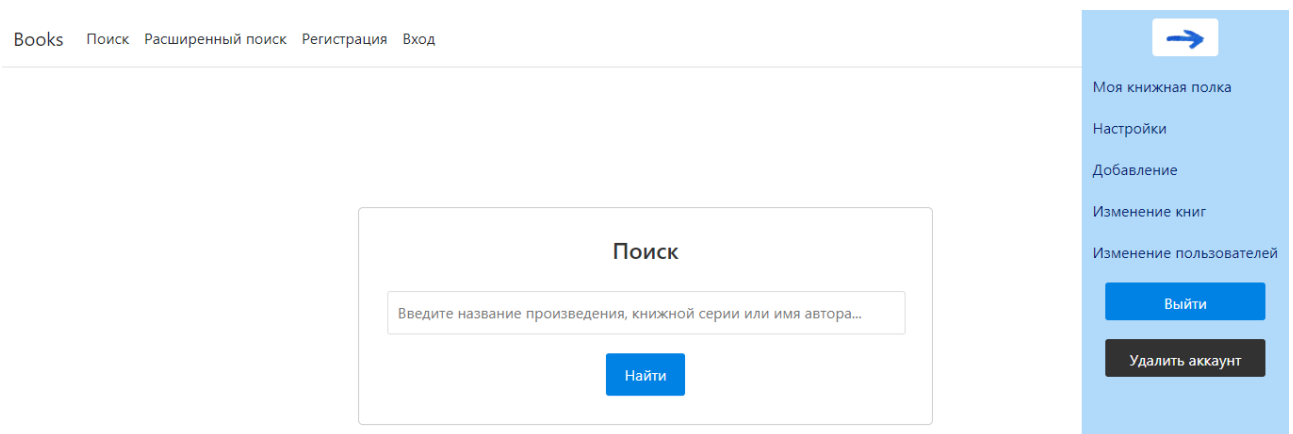 Books Поиск Расширенный поиск Регистрация Вход
Моя книжная полка
Настройки
Добавление
Изменение книг
Изменение пользователей
Выйти
Удалить аккаунт
Поиск
Введите название произведения, книжной серии или имя автора...
Найти